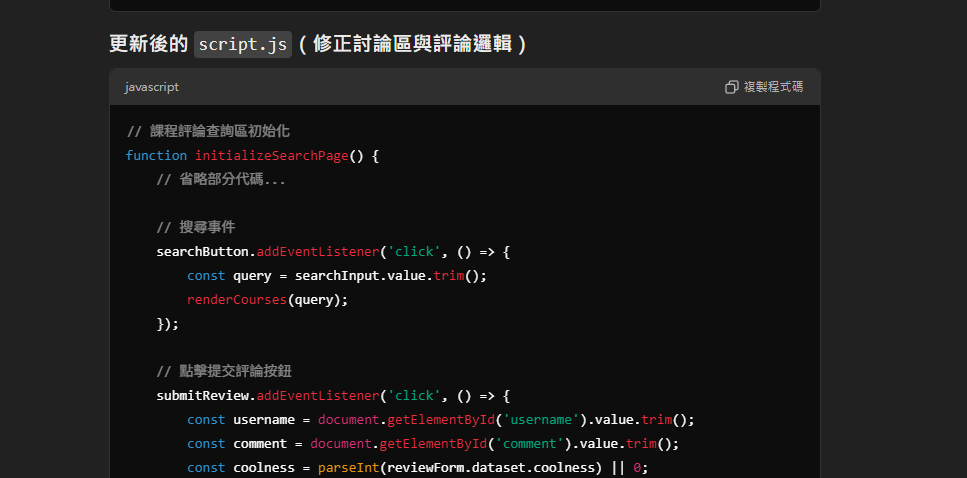 更新後的 script.js（修正討論區與評論邏輯）
javascript 複製程式碼
// 課程評論查詢區初始化
function initializeSearchPage() {
    // 省略部分代碼...
    // 搜尋事件
    searchButton.addEventListener('click', () => {
        const query = searchInput.value.trim();
        renderCourses(query);
    });
    // 點擊提交評論按鈕
    submitReview.addEventListener('click', () => {
        const username = document.getElementById('username').value.trim();
        const comment = document.getElementById('comment').value.trim();
        const coolness = parseInt(reviewForm.dataset.coolness) || 0;